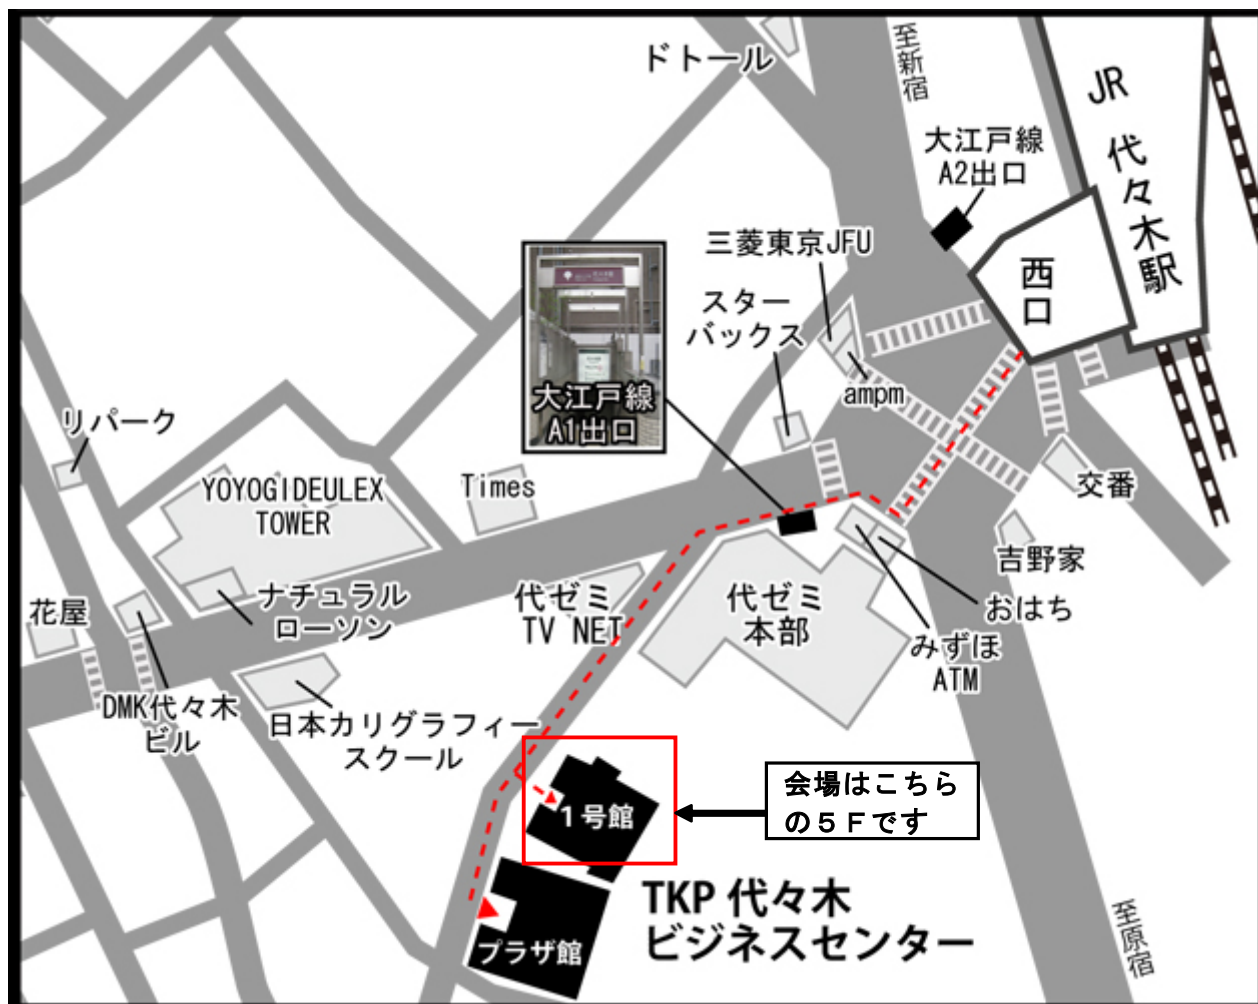 ドトール
至新宿
JR 代々木駅
大江戸線
A2出口
三菱東京JFU
西口
スター
バックス
大江戸線
A1出口
ampm
リパーク
YOYOGIDEULEX
TOWER
Times
交番
吉野家
花屋
ナチュラル
ローソン
代ゼミ
TV NET
代ゼミ
本部
おはち
みずほ
ATM
DMK代々木
ビル
日本カリグラフィー
スクール
会場はこちら
の５Ｆです
１号館
TKP 代々木
ビジネスセンター
プラザ館
至原宿